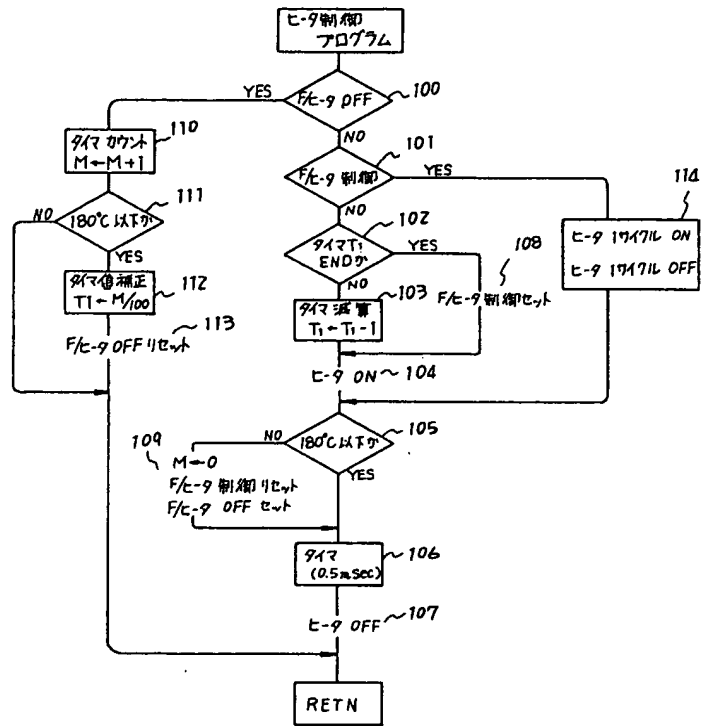 ヒータ制御
プログラム
F/ヒータ OFF
100
YES
NO
110
タイマ カウント
M←M+1
F/ヒータ 制御
101
YES
NO
111
180℃以下か
NO
YES
タイマT₁
ENDか
102
YES
NO
108
F/ヒータ制御セット
114
ヒータ 1サイクル ON
ヒータ 1サイクル OFF
タイマ値補正
T1←M/100
112
タイマ減算
T₁←T₁-1
103
113
F/ヒータ OFFリセット
ヒータ ON
104
180℃以下か
105
NO
YES
109
M←0
F/ヒータ 制御リセット
F/ヒータ OFF セット
タイマ
(0.5msec)
106
ヒータ OFF
107
RETN